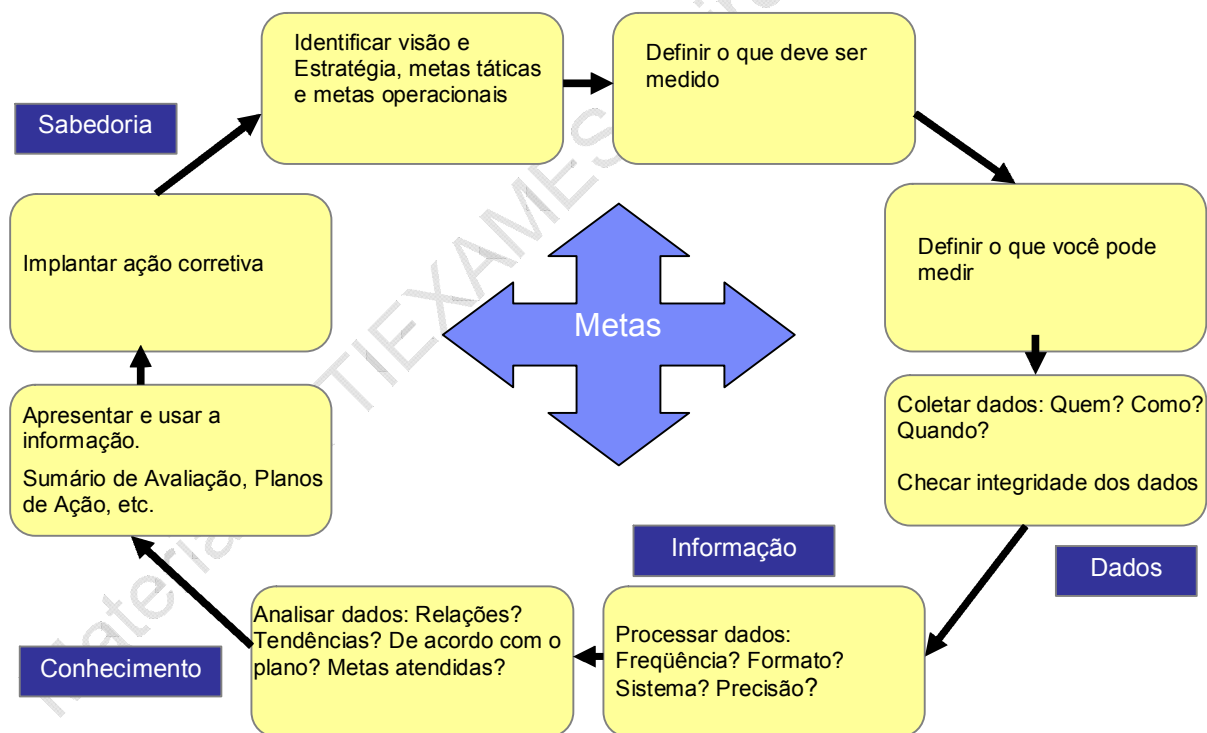 Identificar visão e
Estratégia, metas táticas
e metas operacionais
Definir o que deve ser
medido
Sabedoria
Definir o que você pode
medir
Implantar ação corretiva
Metas
Coletar dados: Quem? Como?
Quando?
Checar integridade dos dados
Apresentar e usar a
informação.
Sumário de Avaliação, Planos
de Ação, etc.
Informação
Dados
Processar dados:
Freqüência? Formato?
Sistema? Precisão?
Analisar dados: Relações?
Tendências? De acordo com o
plano? Metas atendidas?
Conhecimento
TIEXAMES